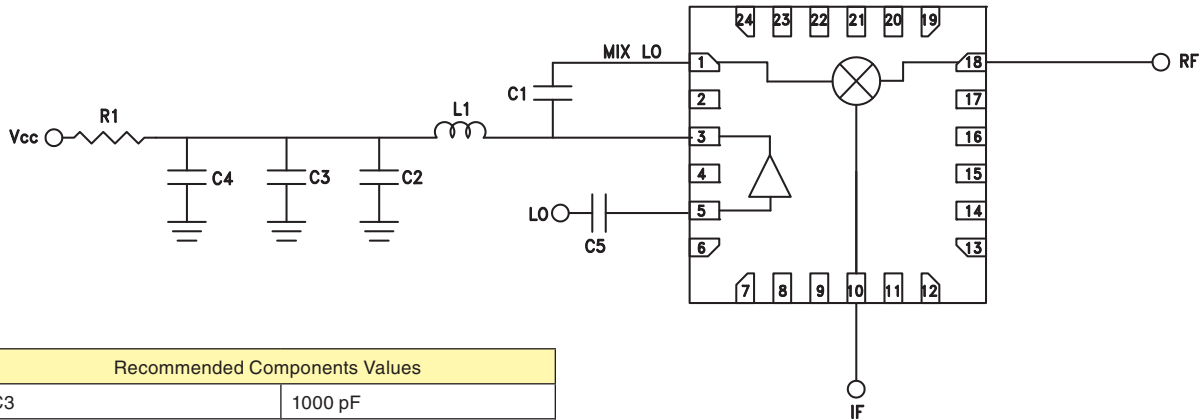 24 23 22 21 20 19
MIX LO
1
18
RF
C1
2
17
R1
L1
Vcc
3
16
C4
C3
C2
4
15
LO
5
14
C5
6
13
7 8 9 10 11 12
IF
Recommended Components Values
C3
1000 pF